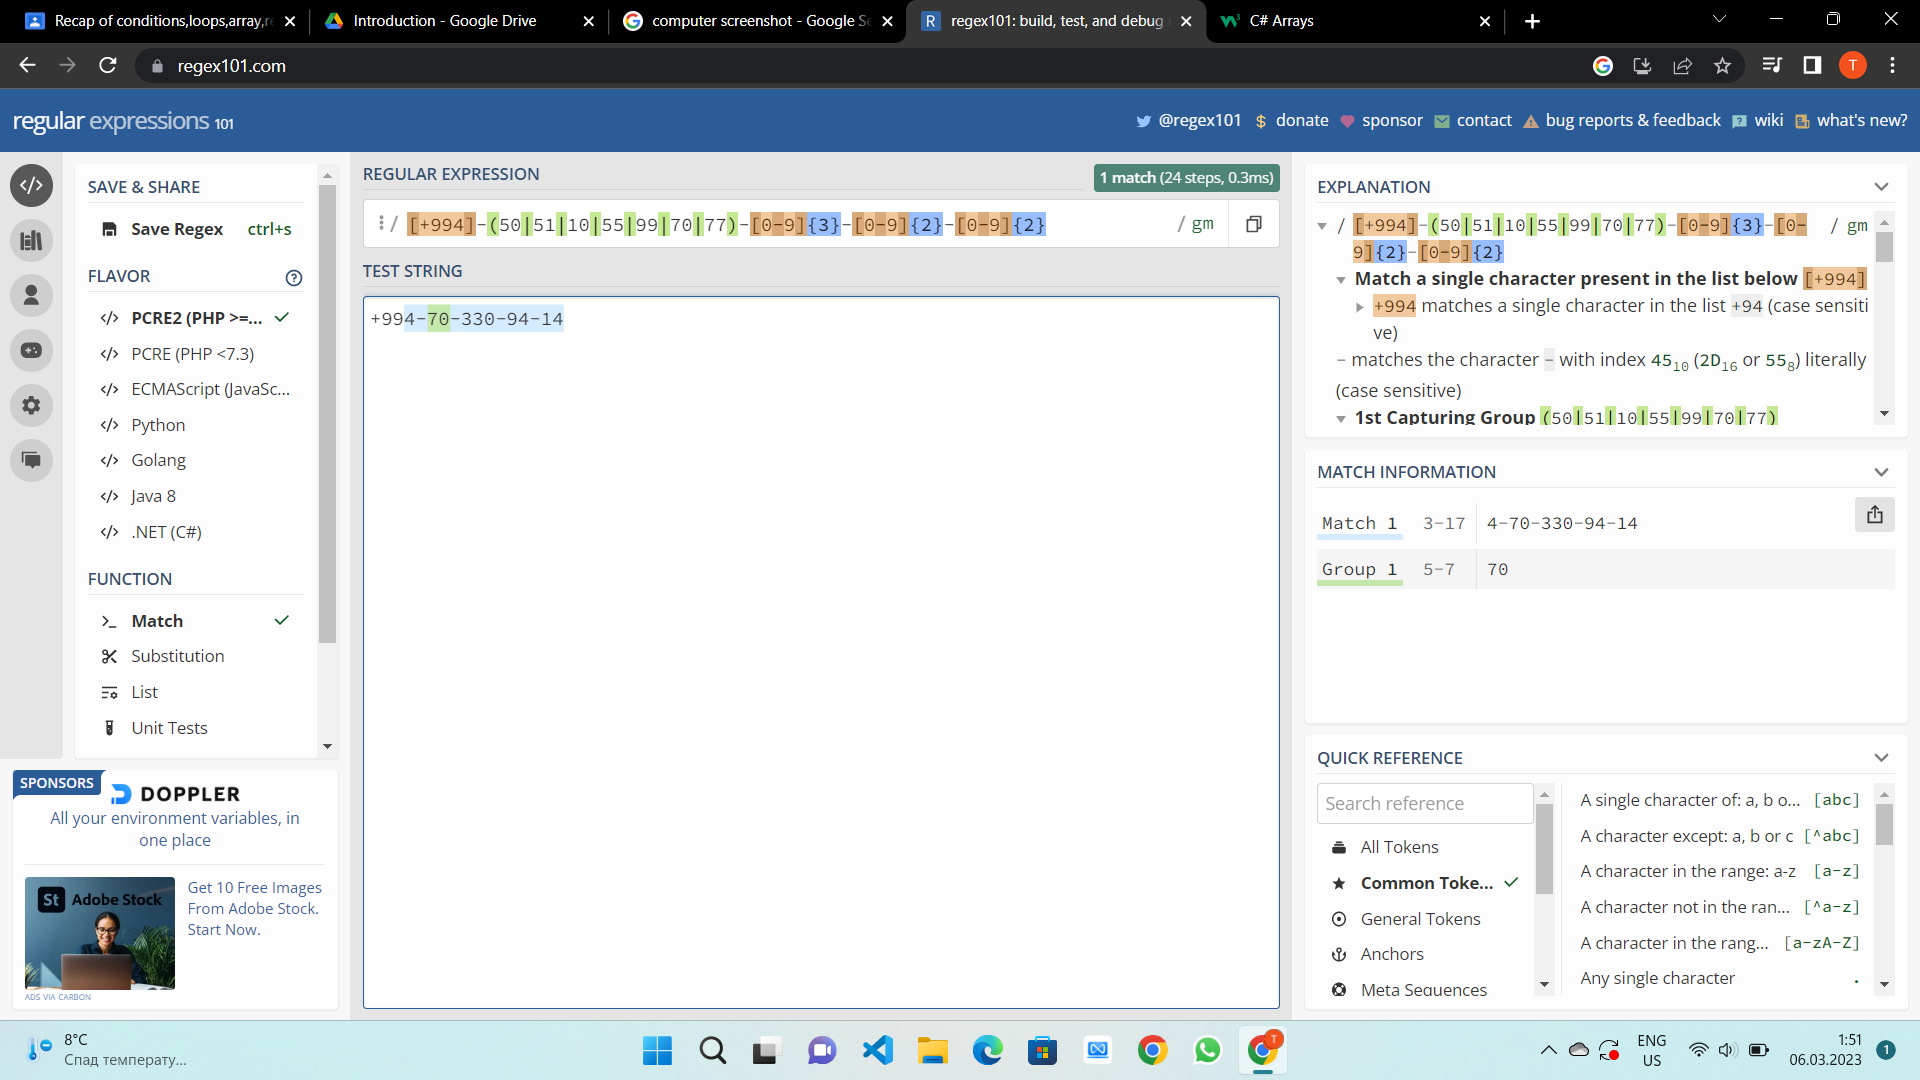 Recap of conditions,loops,array,r
Introduction - Google Drive
computer screenshot - Google Se
regex101: build, test, and debug
C# Arrays
regex101.com
T
regular expressions 101
@regex101
$ donate
sponsor
contact
bug reports & feedback
wiki
what's new?
SAVE & SHARE
Save Regex ctrl+s
FLAVOR
</> PCRE2 (PHP >=...
</> PCRE (PHP <7.3)
</> ECMAScript (JavaSc...
</> Python
</> Golang
</> Java 8
</> .NET (C#)
FUNCTION
>_ Match
Substitution
List
Unit Tests
SPONSORS
DOPPLER
All your environment variables, in
one place
St Adobe Stock
Get 10 Free Images
From Adobe Stock.
Start Now.
ADS VIA CARBON
REGULAR EXPRESSION
1 match (24 steps, 0.3ms)
/ [+994]-(50|51|10|55|99|70|77)-[0-9]{3}-[0-9]{2}-[0-9]{2} / gm
TEST STRING
+994-70-330-94-14
EXPLANATION
/ [+994]-(50|51|10|55|99|70|77)-[0-9]{3}-[0- / gm
9]{2}-[0-9]{2}
Match a single character present in the list below [+994]
+994 matches a single character in the list +94 (case sensiti
ve)
- matches the character - with index 45₁₀ (2D₁₆ or 55₈) literally
(case sensitive)
1st Capturing Group (50|51|10|55|99|70|77)
MATCH INFORMATION
Match 1 3-17 4-70-330-94-14
Group 1 5-7 70
QUICK REFERENCE
Search reference
All Tokens
Common Toke...
General Tokens
Anchors
Meta Sequences
A single character of: a, b o... [abc]
A character except: a, b or c [^abc]
A character in the range: a-z [a-z]
A character not in the ran... [^a-z]
A character in the rang... [a-zA-Z]
Any single character .
8°C
Спад температу...
T
ENG
US
1:51
06.03.2023
1